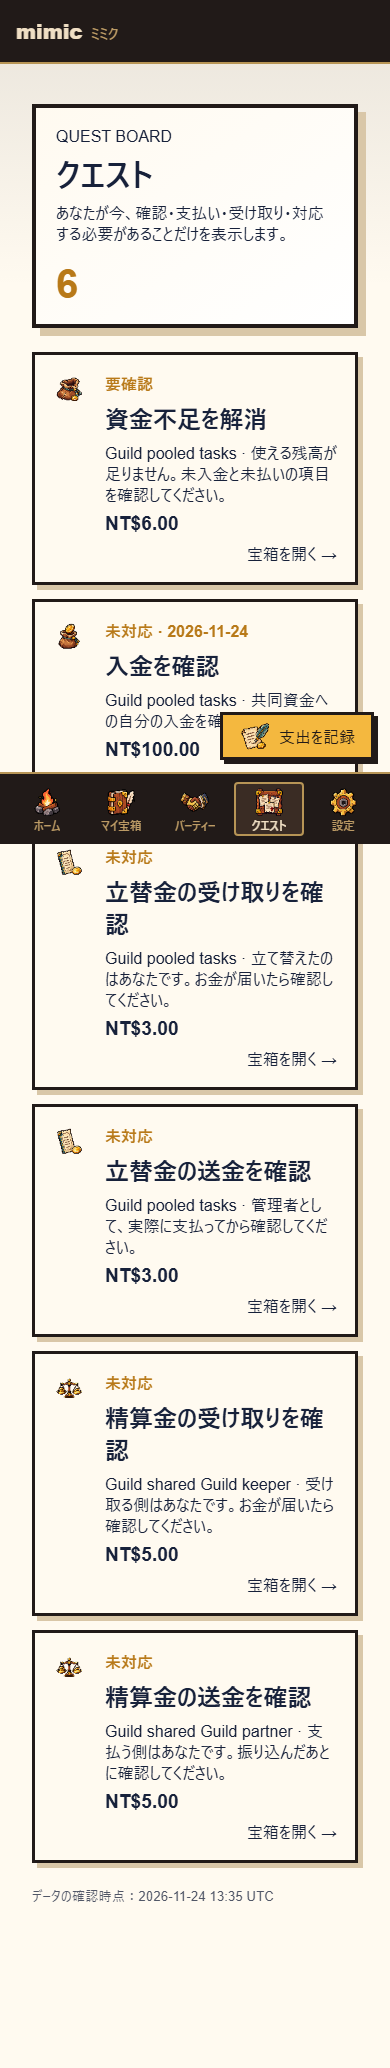 mimic ミミク
QUEST BOARD
クエスト
あなたが今、確認・支払い・受け取り・対応
する必要があることだけを表示します。
6
要確認
資金不足を解消
Guild pooled tasks · 使える残高が
足りません。未入金と未払いの項目
を確認してください。
NT$6.00
宝箱を開く →
未対応 · 2026-11-24
入金を確認
Guild pooled tasks · 共同資金へ
の自分の入金を確
NT$100.00
支出を記録
ホーム
マイ宝箱
パーティー
クエスト
設定
未対応
立替金の受け取りを確
認
Guild pooled tasks · 立て替えたの
はあなたです。お金が届いたら確認し
てください。
NT$3.00
宝箱を開く →
未対応
立替金の送金を確認
Guild pooled tasks · 管理者とし
て、実際に支払ってから確認してくだ
さい。
NT$3.00
宝箱を開く →
未対応
精算金の受け取りを確
認
Guild shared Guild keeper · 受け
取る側はあなたです。お金が届いたら
確認してください。
NT$5.00
宝箱を開く →
未対応
精算金の送金を確認
Guild shared Guild partner · 支
払う側はあなたです。振り込んだあと
に確認してください。
NT$5.00
宝箱を開く →
データの確認時点：2026-11-24 13:35 UTC